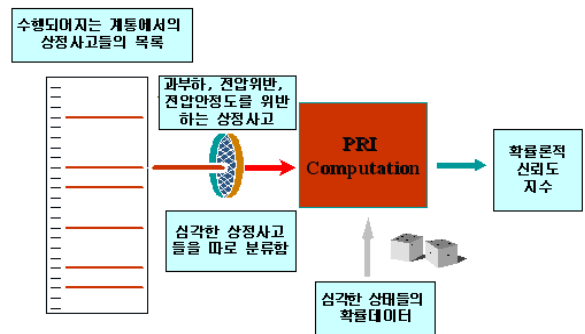 수행되어지는 계통에서의
상정사고들의 목록
과부하, 전압위반,
전압안정도를 위반
하는 상정사고
PRI
Computation
확률론적
신뢰도
지수
심각한 상정사고
들을 따로 분류함
심각한 상태들의
확률데이터